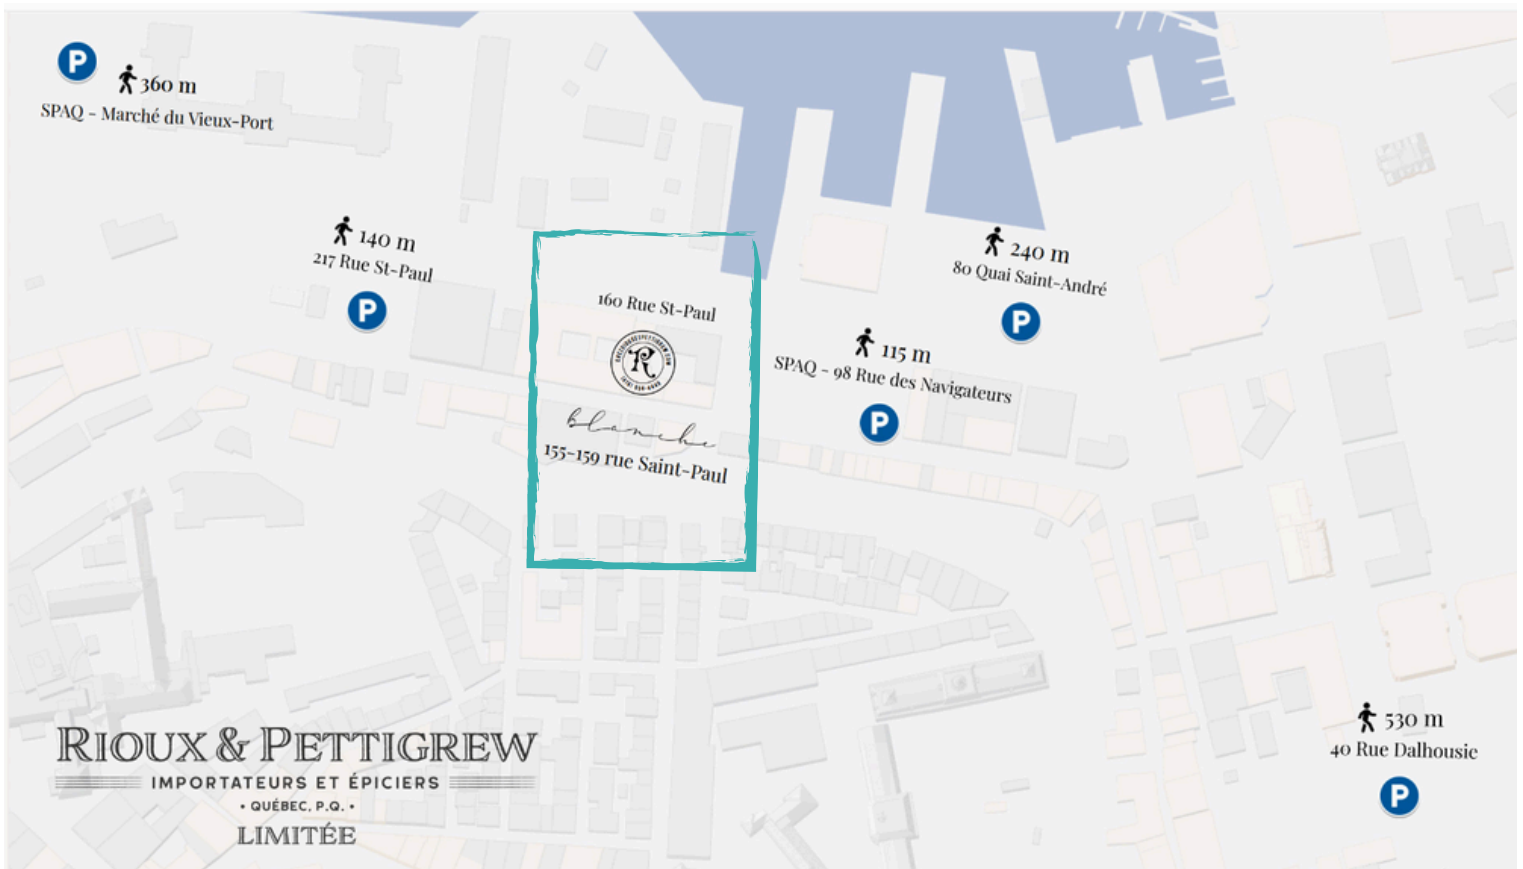 P
360 m
SPAQ - Marché du Vieux-Port
140 m
217 Rue St-Paul
P
240 m
80 Quai Saint-André
P
160 Rue St-Paul
R
blanche
155-159 rue Saint-Paul
115 m
SPAQ - 98 Rue des Navigateurs
P
530 m
40 Rue Dalhousie
P
RIOUX & PETTIGREW
IMPORTATEURS ET ÉPICIERS
• QUÉBEC, P.Q. •
LIMITÉE